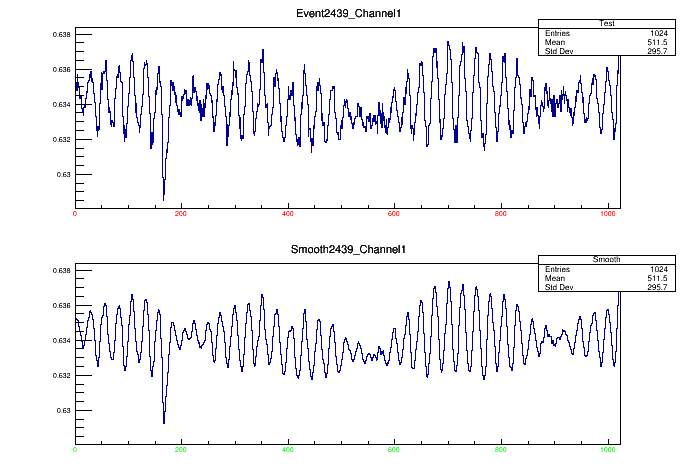 Event2439_Channel1
Test
Entries 1024
Mean 511.5
Std Dev 295.7
0.638
0.636
0.634
0.632
0.63
0 200 400 600 800 1000
Smooth2439_Channel1
Smooth
Entries 1024
Mean 511.5
Std Dev 295.7
0.638
0.636
0.634
0.632
0.63
0 200 400 600 800 1000